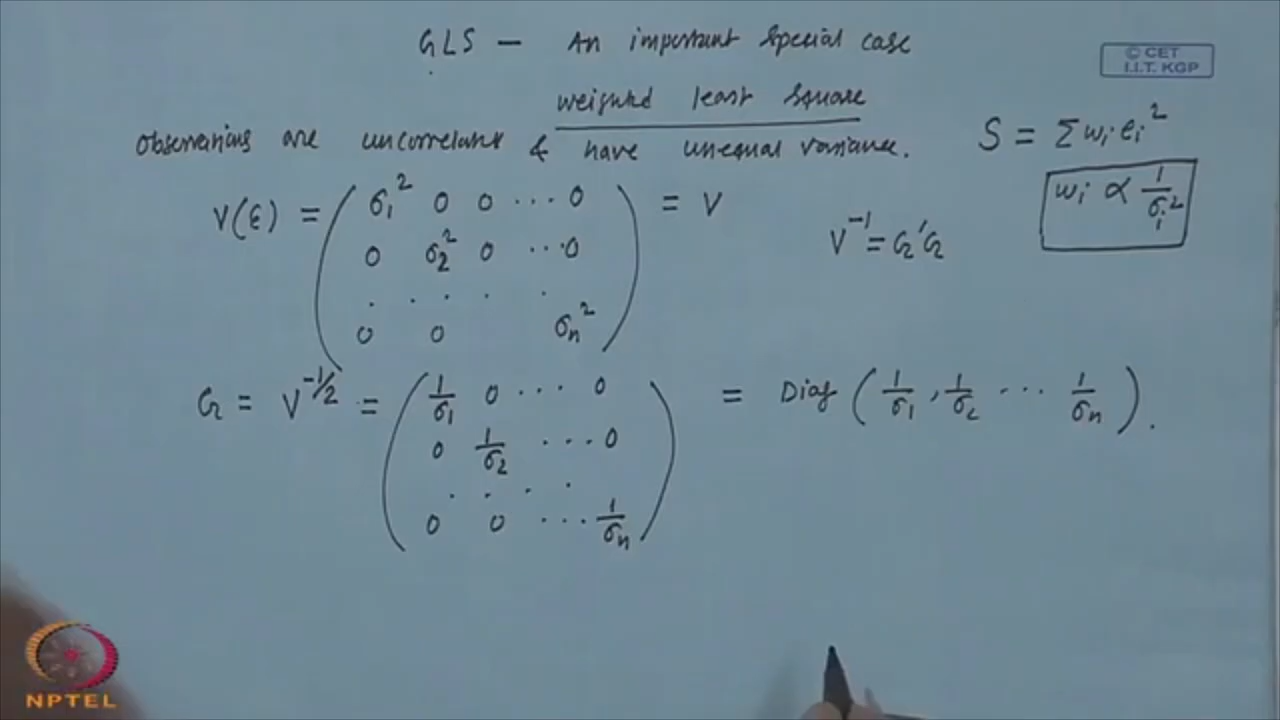 GLS — An important special case
weighted least square
© CET
I.I.T. KGP
observations are uncorrelated & have unequal variance.
S = Σ wᵢ eᵢ²
wᵢ ∝ 1/σᵢ²
V(ε) = ( σ₁² 0 0 ··· 0 ) = V
0 σ₂² 0 ··· 0
. . . . .
0 0 σₙ²
V⁻¹ = G'G
G = V^(-1/2) = ( 1/σ₁ 0 ··· 0 ) = Diag ( 1/σ₁ , 1/σ₂ ··· 1/σₙ ) .
0 1/σ₂ ··· 0
. . . .
0 0 ··· 1/σₙ
NPTEL